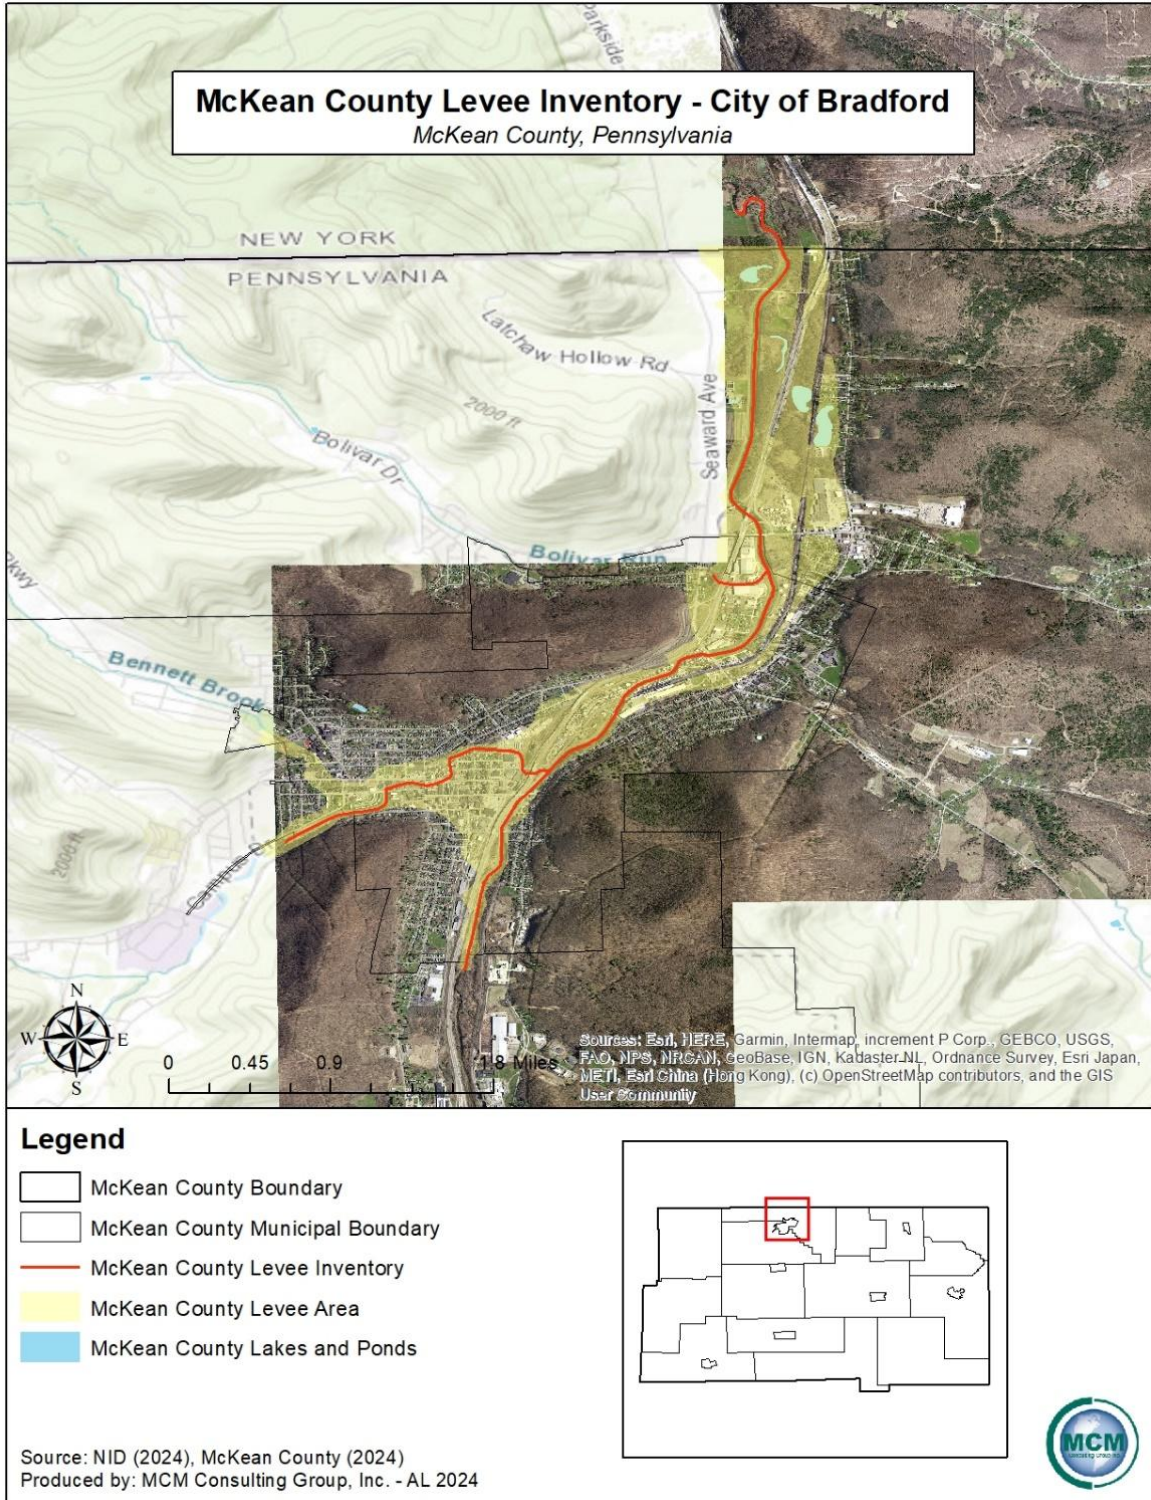 Parkside
McKean County Levee Inventory - City of Bradford
McKean County, Pennsylvania
NEW YORK
PENNSYLVANIA
Latchaw Hollow Rd
Seaward Ave
2000 ft
Bolivar Dr
Bolivar Run
Pkwy
Bennett Brook
2000 ft
N
W
E
S
0 0.45 0.9 1.8 Miles
Sources: Esri, HERE, Garmin, Intermap, increment P Corp., GEBCO, USGS,
FAO, NPS, NRCAN, GeoBase, IGN, Kadaster NL, Ordnance Survey, Esri Japan,
METI, Esri China (Hong Kong), (c) OpenStreetMap contributors, and the GIS
User Community
Legend
McKean County Boundary
McKean County Municipal Boundary
McKean County Levee Inventory
McKean County Levee Area
McKean County Lakes and Ponds
Source: NID (2024), McKean County (2024)
Produced by: MCM Consulting Group, Inc. - AL 2024
MCM